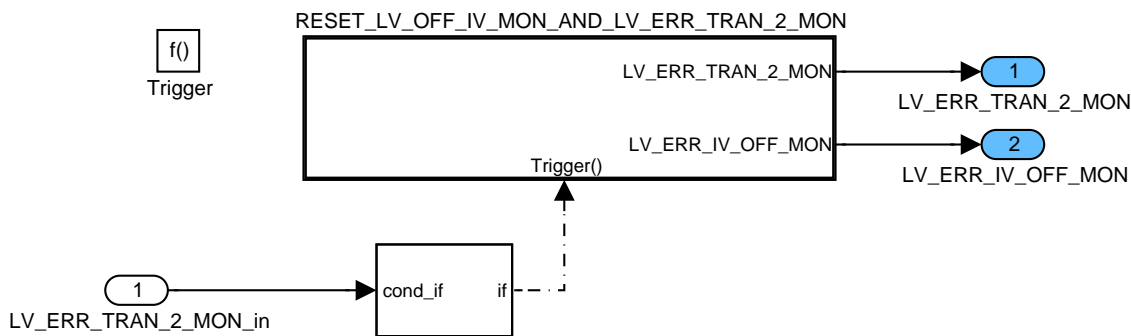 RESET_LV_OFF_IV_MON_AND_LV_ERR_TRAN_2_MON
f()
Trigger
LV_ERR_TRAN_2_MON
1
LV_ERR_TRAN_2_MON
LV_ERR_IV_OFF_MON
2
LV_ERR_IV_OFF_MON
Trigger()
1
cond_if
if
LV_ERR_TRAN_2_MON_in